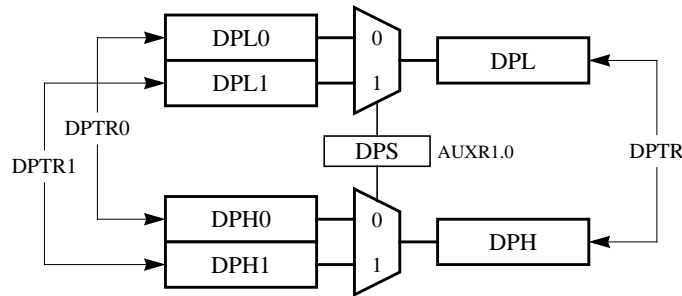 DPL0
0
DPL
DPL1
1
DPTR0
DPS
AUXR1.0
DPTR
DPTR1
DPH0
0
DPH
DPH1
1